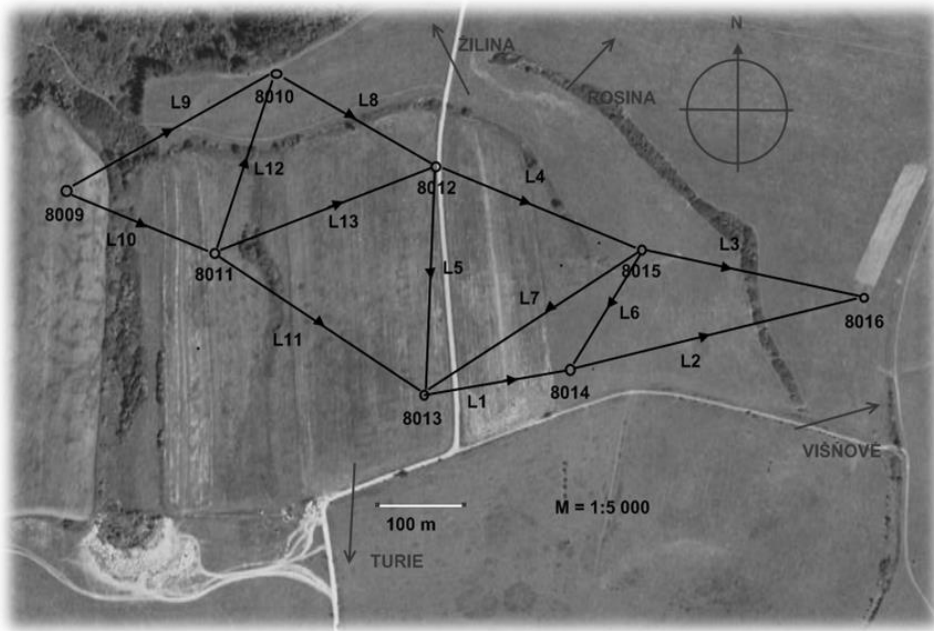 N
ŽILINA
8010
L9
L8
ROSINA
L12
8012
L4
8009
L13
L10
L3
8011
L5
8015
L7
L6
8016
L11
L2
8014
L1
8013
VIŠŇOVÉ
M = 1:5 000
100 m
TURIE